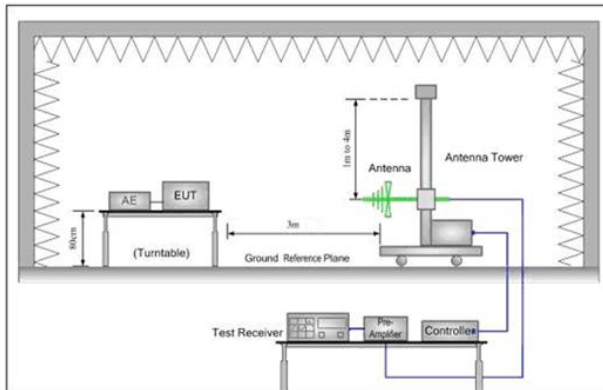 1m to 4m
Antenna
Antenna Tower
AE
EUT
80cm
(Turntable)
3m
Ground Reference Plane
Test Receiver
Pre-
Amplifier
Controller